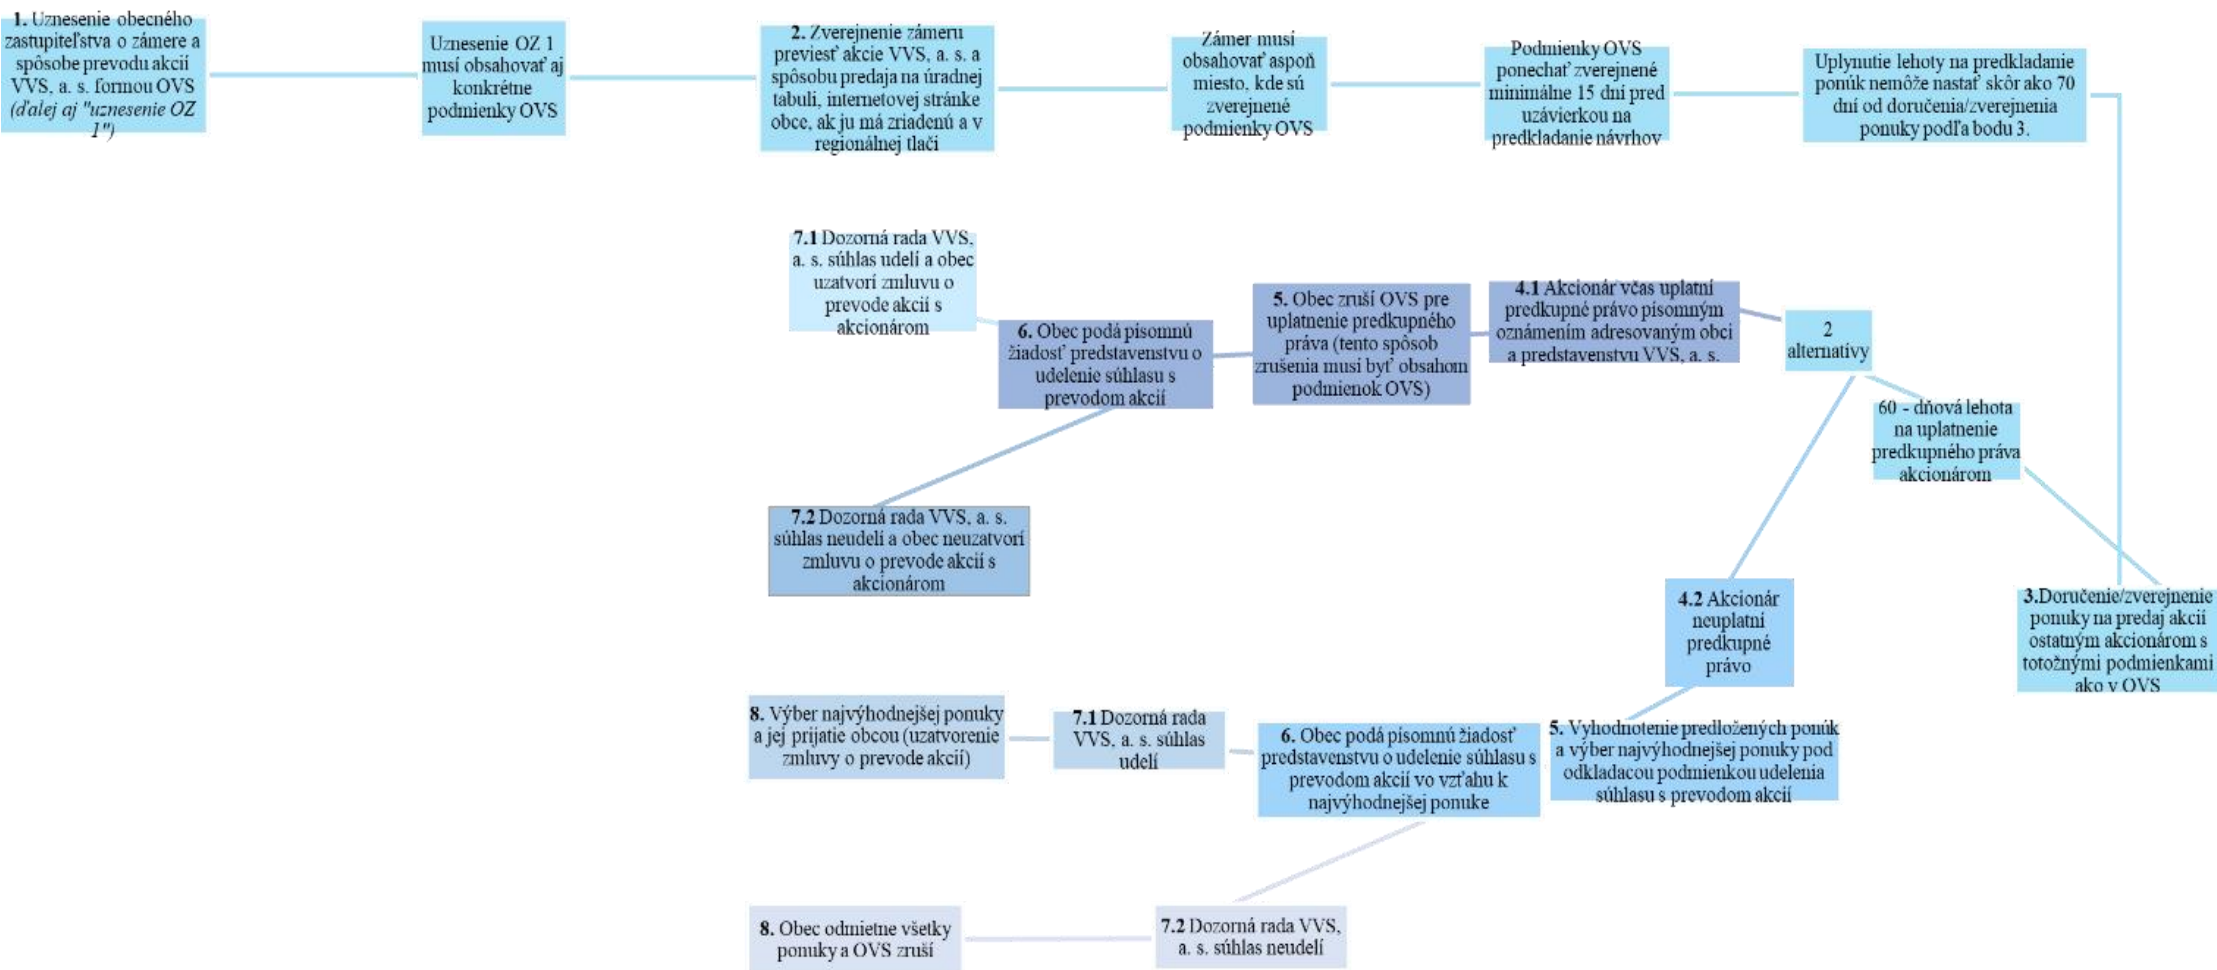 1. Uznesenie obecného
zastupiteľstva o zámere a
spôsobe prevodu akcií
VVS, a. s. formou OVS
(ďalej aj "uznesenie OZ
1")
Uznesenie OZ 1
musí obsahovať aj
konkrétne
podmienky OVS
2. Zverejnenie zámeru
previesť akcie VVS, a. s. a
spôsobu predaja na úradnej
tabuli, internetovej stránke
obce, ak ju má zriadenú a v
regionálnej tlači
Zámer musí
obsahovať aspoň
miesto, kde sú
zverejnené
podmienky OVS
Podmienky OVS
ponechať zverejnené
minimálne 15 dní pred
uzávierkou na
predkladanie návrhov
Uplynutie lehoty na predkladanie
ponúk nemôže nastať skôr ako 70
dní od doručenia/zverejnenia
ponuky podľa bodu 3.
7.1 Dozorná rada VVS,
a. s. súhlas udelí a obec
uzatvorí zmluvu o
prevode akcií s
akcionárom
6. Obec podá písomnú
žiadosť predstavenstvu o
udelenie súhlasu s
prevodom akcií
5. Obec zruší OVS pre
uplatnenie predkupného
práva (tento spôsob
zrušenia musí byť obsahom
podmienok OVS)
4.1 Akcionár včas uplatní
predkupné právo písomným
oznámením adresovaným obci
a predstavenstvu VVS, a. s.
2
alternatívy
60 - dňová lehota
na uplatnenie
predkupného práva
akcionárom
7.2 Dozorná rada VVS, a. s.
súhlas neudelí a obec neuzatvorí
zmluvu o prevode akcií s
akcionárom
4.2 Akcionár
neuplatní
predkupné
právo
3.Doručenie/zverejnenie
ponuky na predaj akcií
ostatným akcionárom s
totožnými podmienkami
ako v OVS
8. Výber najvýhodnejšej ponuky
a jej prijatie obcou (uzatvorenie
zmluvy o prevode akcií)
7.1 Dozorná rada
VVS, a. s. súhlas
udelí
6. Obec podá písomnú žiadosť
predstavenstvu o udelenie súhlasu s
prevodom akcií vo vzťahu k
najvýhodnejšej ponuke
5. Vyhodnotenie predložených ponúk
a výber najvýhodnejšej ponuky pod
odkladacou podmienkou udelenia
súhlasu s prevodom akcií
8. Obec odmietne všetky
ponuky a OVS zruší
7.2 Dozorná rada VVS,
a. s. súhlas neudelí